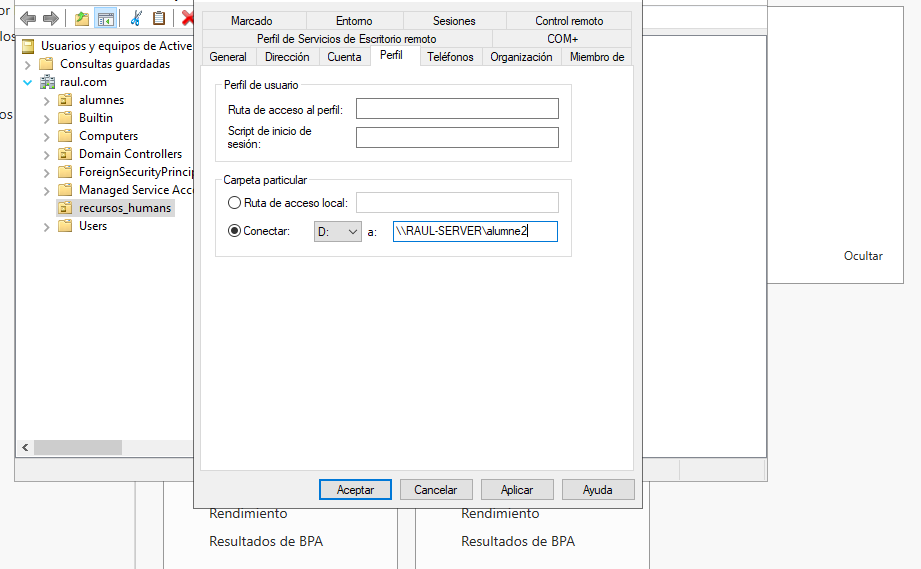 or
los
os
Usuarios y equipos de Active
Consultas guardadas
raul.com
alumnes
Builtin
Computers
Domain Controllers
ForeignSecurityPrincip
Managed Service Acc
recursos_humans
Users
Marcado Entorno Sesiones Control remoto
Perfil de Servicios de Escritorio remoto COM+
General Dirección Cuenta Perfil Teléfonos Organización Miembro de
Perfil de usuario
Ruta de acceso al perfil:
Script de inicio de
sesión:
Carpeta particular
Ruta de acceso local:
Conectar: D: a: \\RAUL-SERVER\alumne2
Aceptar Cancelar Aplicar Ayuda
Ocultar
Rendimiento Rendimiento
Resultados de BPA Resultados de BPA